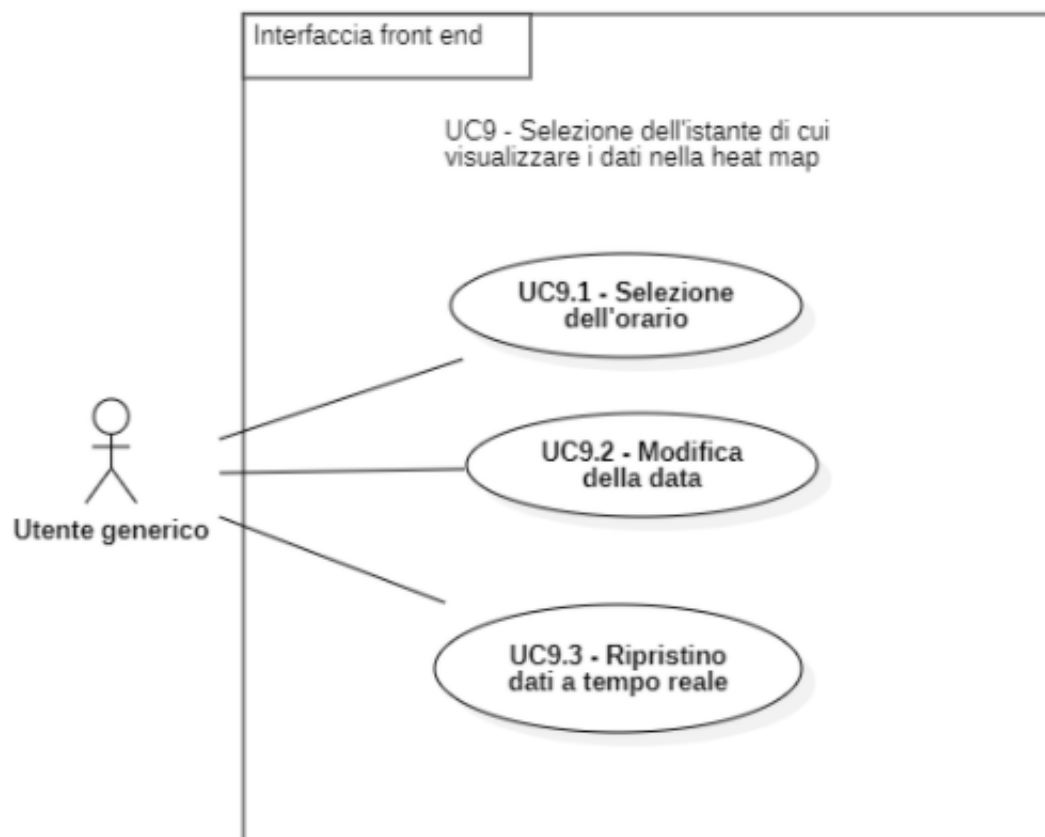 Interfaccia front end
UC9 - Selezione dell'istante di cui
visualizzare i dati nella heat map
UC9.1 - Selezione
dell'orario
UC9.2 - Modifica
della data
Utente generico
UC9.3 - Ripristino
dati a tempo reale